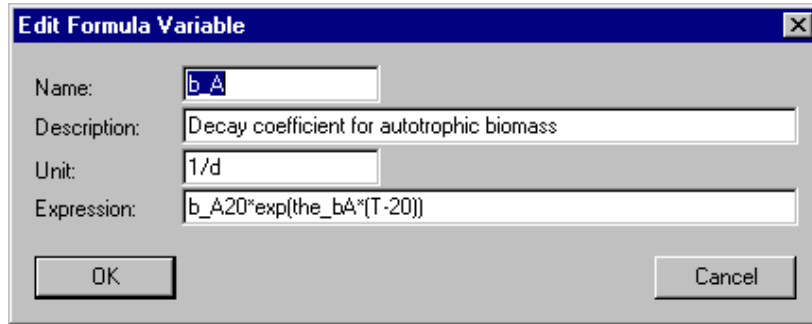 Edit Formula Variable
Name: b_A
Description: Decay coefficient for autotrophic biomass
Unit: 1/d
Expression: b_A20*exp(the_bA*(T-20))
OK Cancel